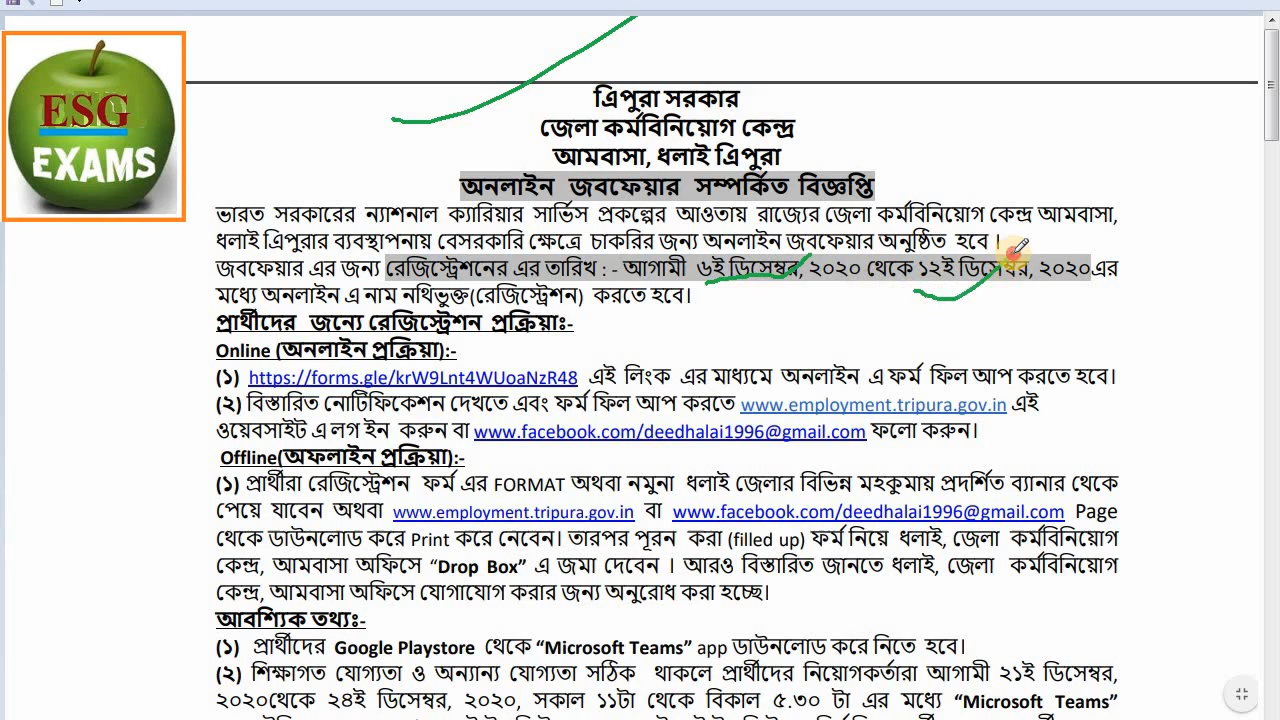 ESG
EXAMS
ত্রিপুরা সরকার
জেলা কর্মবিনিয়োগ কেন্দ্র
আমবাসা, ধলাই ত্রিপুরা
অনলাইন জবফেয়ার সম্পর্কিত বিজ্ঞপ্তি
ভারত সরকারের ন্যাশনাল ক্যারিয়ার সার্ভিস প্রকল্পের আওতায় রাজ্যের জেলা কর্মবিনিয়োগ কেন্দ্র আমবাসা,
ধলাই ত্রিপুরার ব্যবস্থাপনায় বেসরকারি ক্ষেত্রে চাকরির জন্য অনলাইন জবফেয়ার অনুষ্ঠিত হবে।
জবফেয়ার এর জন্য রেজিস্ট্রেশনের এর তারিখ : - আগামী ৬ই ডিসেম্বর, ২০২০ থেকে ১২ই ডিসেম্বর, ২০২০এর
মধ্যে অনলাইন এ নাম নথিভুক্ত(রেজিস্ট্রেশন) করতে হবে।
প্রার্থীদের জন্যে রেজিস্ট্রেশন প্রক্রিয়াঃ-
Online (অনলাইন প্রক্রিয়া):-
(১) https://forms.gle/krW9Lnt4WUoaNzR48 এই লিংক এর মাধ্যমে অনলাইন এ ফর্ম ফিল আপ করতে হবে।
(২) বিস্তারিত নোটিফিকেশন দেখতে এবং ফর্ম ফিল আপ করতে www.employment.tripura.gov.in এই
ওয়েবসাইট এ লগ ইন করুন বা www.facebook.com/deedhalai1996@gmail.com ফলো করুন।
Offline(অফলাইন প্রক্রিয়া):-
(১) প্রার্থীরা রেজিস্ট্রেশন ফর্ম এর FORMAT অথবা নমুনা ধলাই জেলার বিভিন্ন মহকুমায় প্রদর্শিত ব্যানার থেকে
পেয়ে যাবেন অথবা www.employment.tripura.gov.in বা www.facebook.com/deedhalai1996@gmail.com Page
থেকে ডাউনলোড করে Print করে নেবেন। তারপর পূরন করা (filled up) ফর্ম নিয়ে ধলাই, জেলা কর্মবিনিয়োগ
কেন্দ্র, আমবাসা অফিসে “Drop Box” এ জমা দেবেন । আরও বিস্তারিত জানতে ধলাই, জেলা কর্মবিনিয়োগ
কেন্দ্র, আমবাসা অফিসে যোগাযোগ করার জন্য অনুরোধ করা হচ্ছে।
আবশ্যিক তথ্যঃ-
(১) প্রার্থীদের Google Playstore থেকে “Microsoft Teams” app ডাউনলোড করে নিতে হবে।
(২) শিক্ষাগত যোগ্যতা ও অন্যান্য যোগ্যতা সঠিক থাকলে প্রার্থীদের নিয়োগকর্তারা আগামী ২১ই ডিসেম্বর,
২০২০থেকে ২৪ই ডিসেম্বর, ২০২০, সকাল ১১টা থেকে বিকাল ৫.৩০ টা এর মধ্যে “Microsoft Teams”